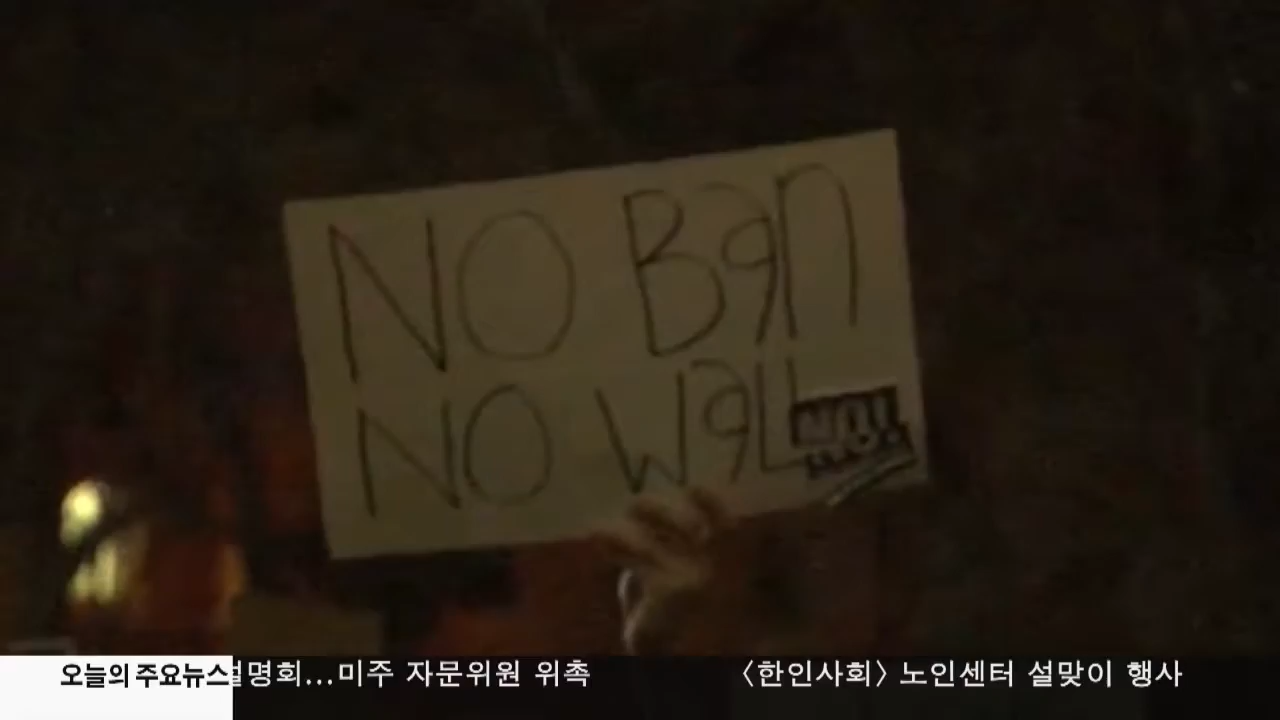 NO Ban
NO WaLL
오늘의 주요뉴스
명회...미주 자문위원 위촉 〈한인사회〉 노인센터 설맞이 행사